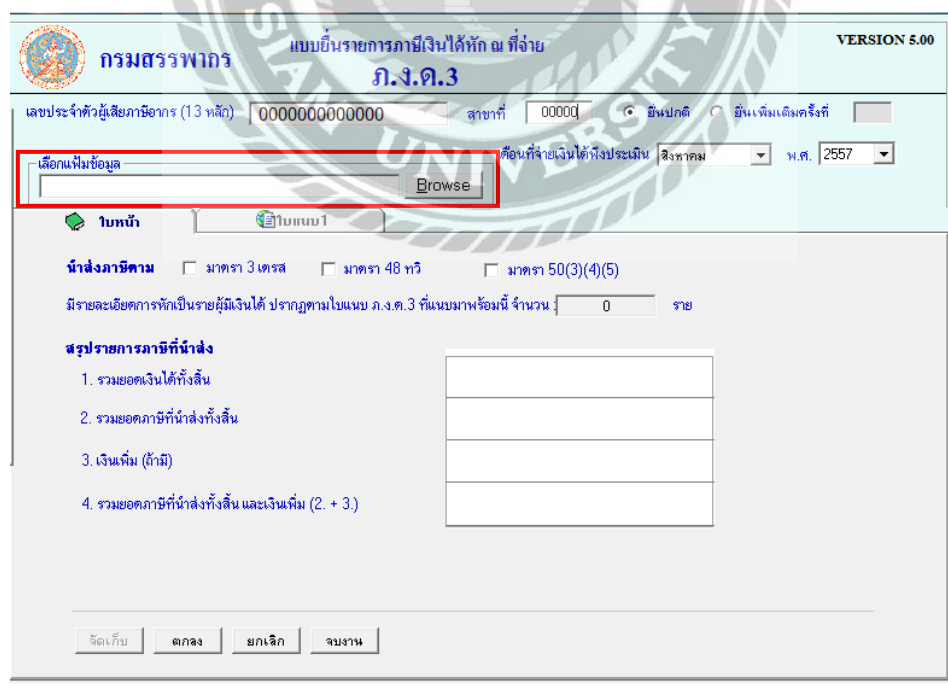 กรมสรรพากร
แบบยื่นรายการภาษีเงินได้หัก ณ ที่จ่าย
ภ.ง.ด.3
VERSION 5.00
เลขประจำตัวผู้เสียภาษีอากร (13 หลัก) 0000000000000 สาขาที่ 00000 ยื่นปกติ ยื่นเพิ่มเติมครั้งที่
เดือนที่จ่ายเงินได้พึงประเมิน สิงหาคม พ.ศ. 2557
เลือกแฟ้มข้อมูล
Browse
ใบหน้า ใบแนบ1
นำส่งภาษีตาม มาตรา 3 เตรส มาตรา 48 ทวิ มาตรา 50(3)(4)(5)
มีรายละเอียดการหักเป็นรายผู้มีเงินได้ ปรากฏตามใบแนบ ภ.ง.ด.3 ที่แนบมาพร้อมนี้ จำนวน : 0 ราย
สรุปรายการภาษีที่นำส่ง
1. รวมยอดเงินได้ทั้งสิ้น
2. รวมยอดภาษีที่นำส่งทั้งสิ้น
3. เงินเพิ่ม (ถ้ามี)
4. รวมยอดภาษีที่นำส่งทั้งสิ้น และเงินเพิ่ม (2. + 3.)
จัดเก็บ ตกลง ยกเลิก จบงาน
SIAM UNIVERSITY